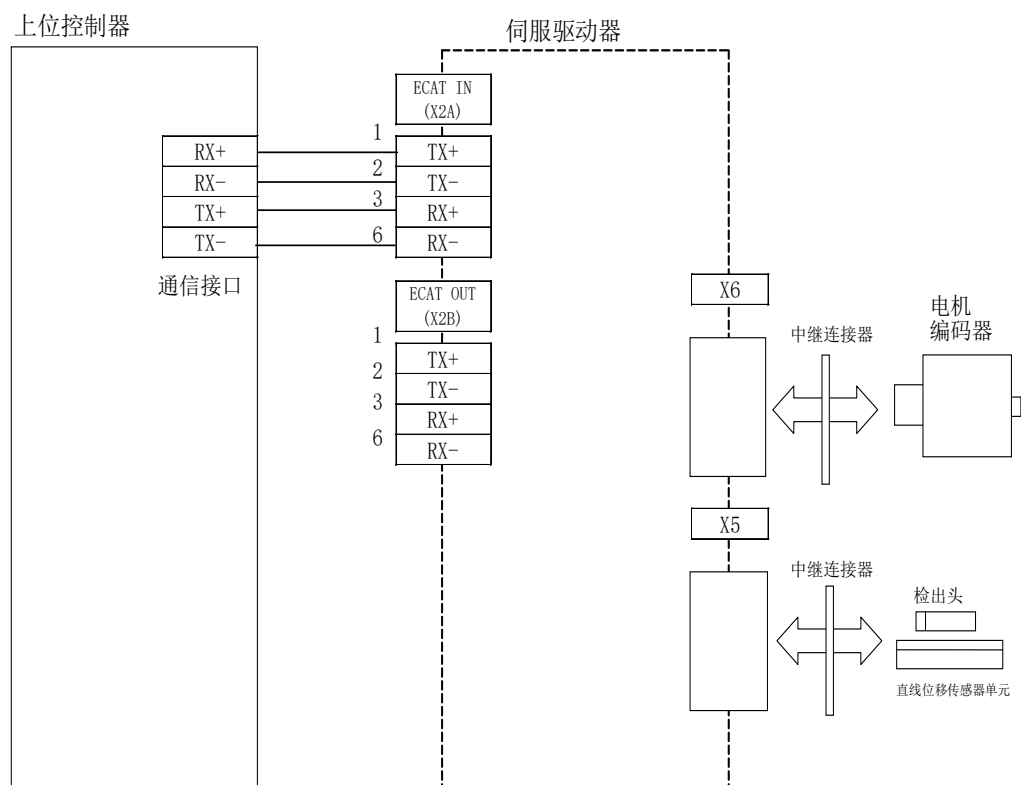 上位控制器
伺服驱动器
ECAT IN
(X2A)
1
RX+
TX+
2
RX-
TX-
3
TX+
RX+
6
TX-
RX-
通信接口
ECAT OUT
(X2B)
1
TX+
2
TX-
3
RX+
6
RX-
X6
中继连接器
电机
编码器
X5
中继连接器
检出头
直线位移传感器单元